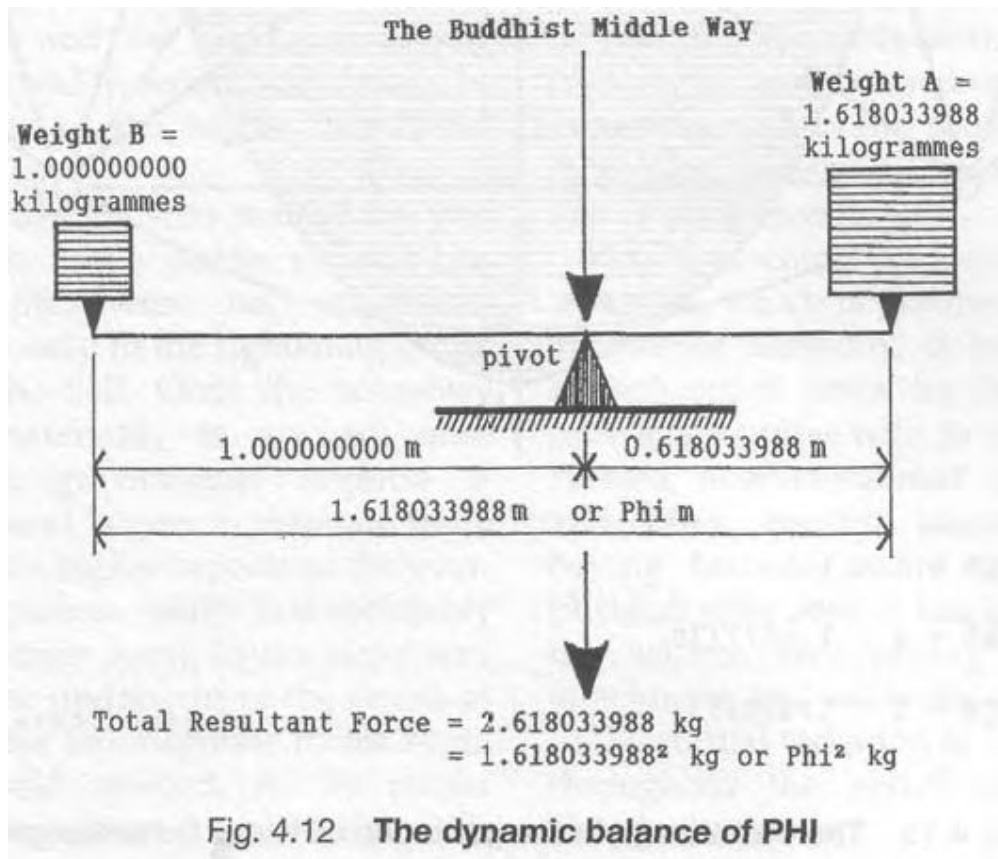 The Buddhist Middle Way
Weight A =
1.618033988
kilogrammes
Weight B =
1.000000000
kilogrammes
pivot
1.000000000 m
0.618033988 m
1.618033988 m or Phi m
Total Resultant Force = 2.618033988 kg
= 1.618033988² kg or Phi² kg
Fig. 4.12 The dynamic balance of PHI